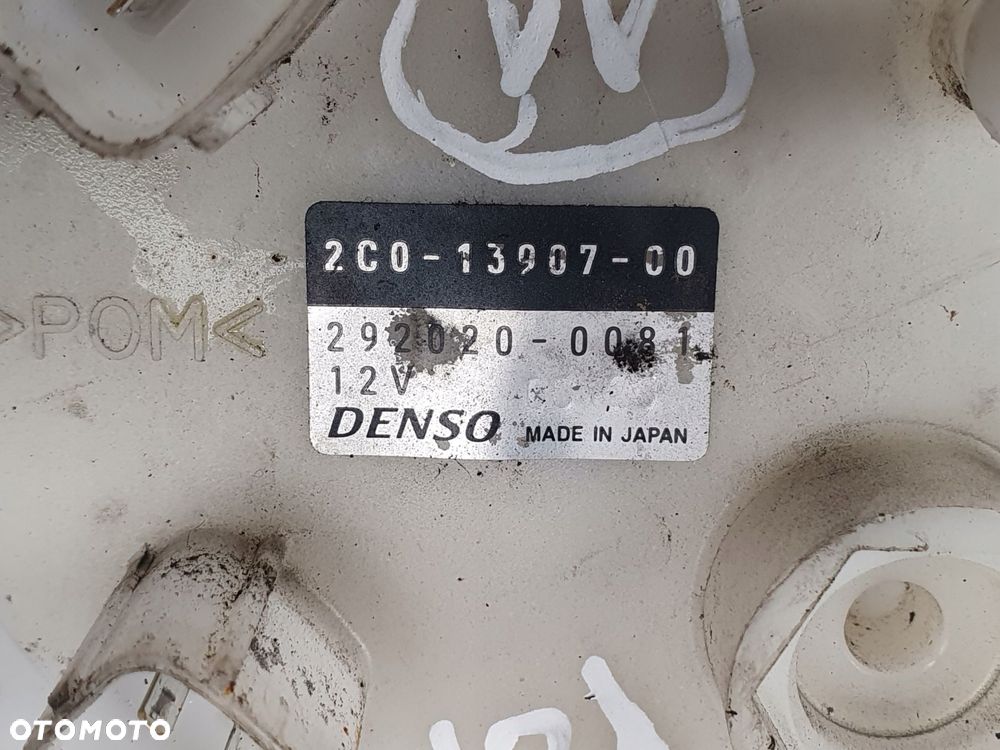 2C0-13907-00
>POM<
292020-0081
12V
DENSO MADE IN JAPAN
OTOMOTO